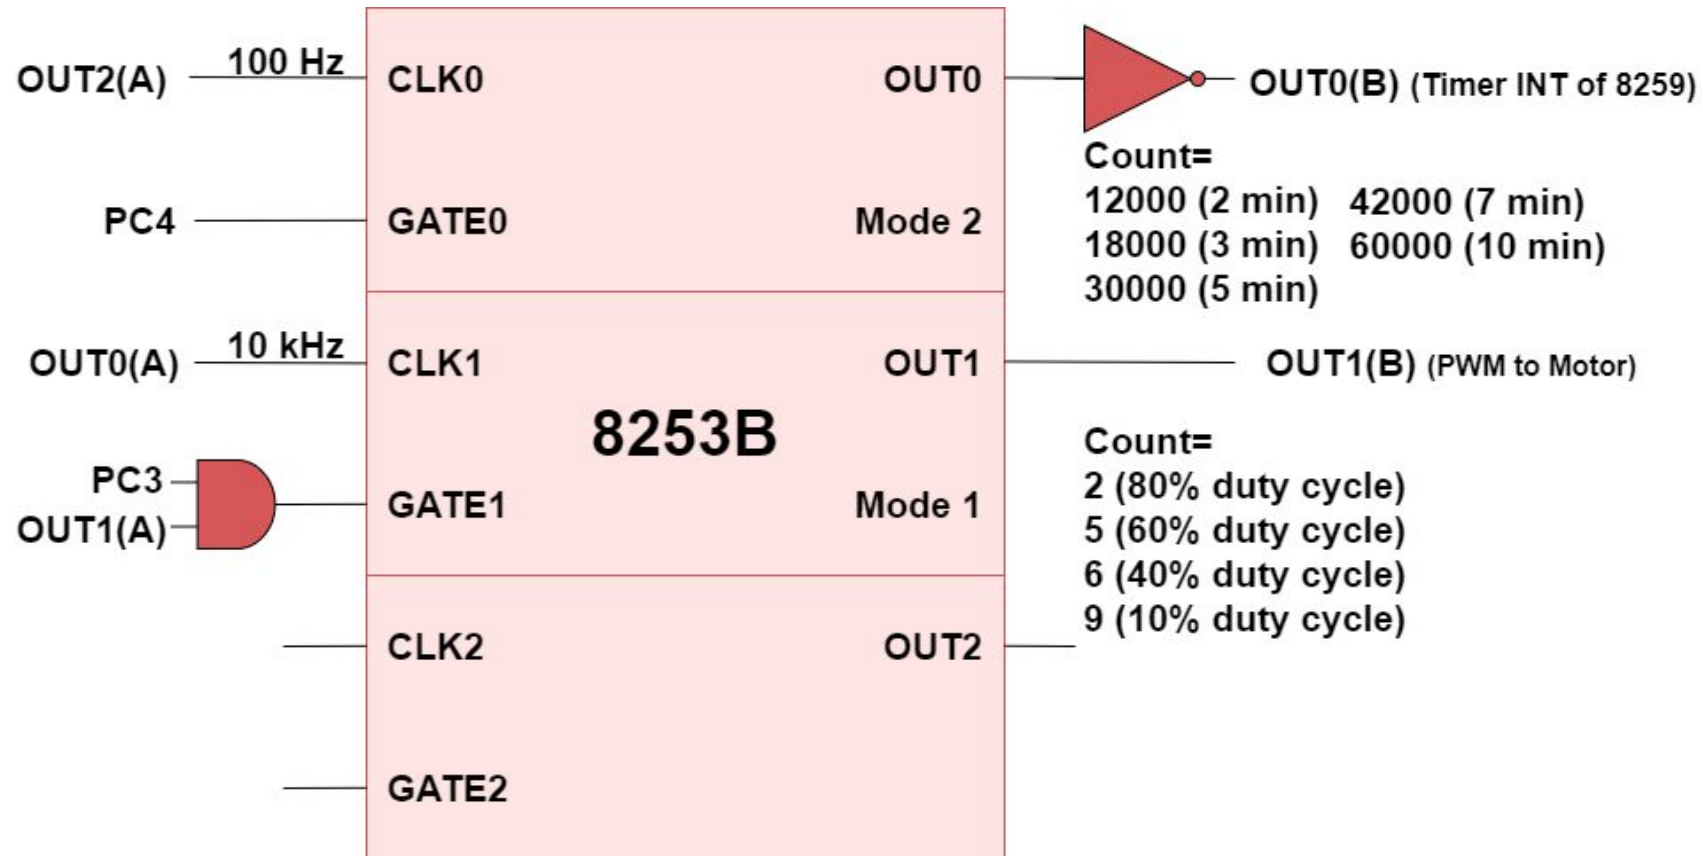 OUT2(A) 100 Hz CLK0 OUT0 OUT0(B) (Timer INT of 8259)
Count=
12000 (2 min) 42000 (7 min)
PC4 GATE0 Mode 2
18000 (3 min) 60000 (10 min)
30000 (5 min)
OUT0(A) 10 kHz CLK1 OUT1 OUT1(B) (PWM to Motor)
8253B
Count=
PC3
2 (80% duty cycle)
GATE1 Mode 1
OUT1(A)
5 (60% duty cycle)
6 (40% duty cycle)
9 (10% duty cycle)
CLK2 OUT2
GATE2